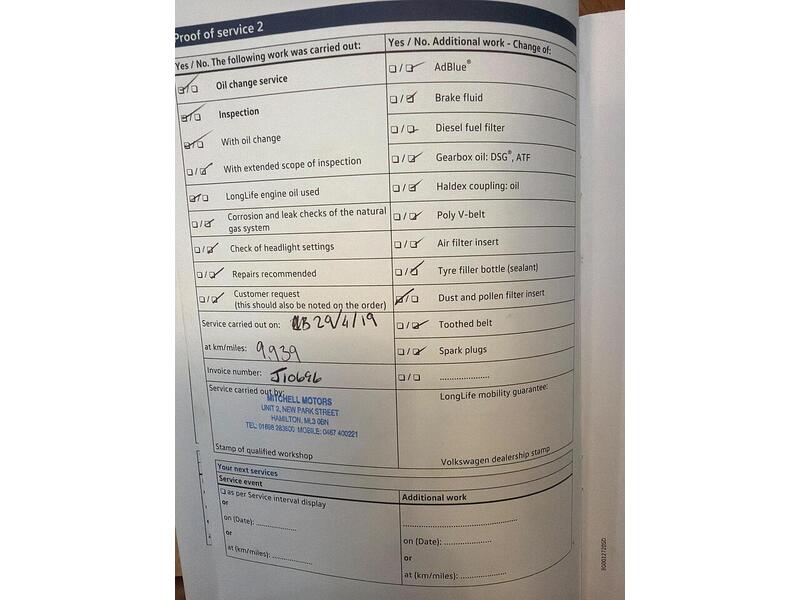 Proof of service 2
Yes / No. The following work was carried out:
Oil change service
Inspection
With oil change
With extended scope of inspection
LongLife engine oil used
Corrosion and leak checks of the natural
gas system
Check of headlight settings
Repairs recommended
Customer request
(this should also be noted on the order)
Service carried out on: 29/4/19
at km/miles: 9,939
Invoice number: J10696
Service carried out by:
MITCHELL MOTORS
UNIT 2, NEW PARK STREET
HAMILTON, ML3 0BN
TEL: 01698 283600 MOBILE: 0467 400221
Stamp of qualified workshop
Yes / No. Additional work - Change of:
AdBlue®
Brake fluid
Diesel fuel filter
Gearbox oil: DSG®, ATF
Haldex coupling: oil
Poly V-belt
Air filter insert
Tyre filler bottle (sealant)
Dust and pollen filter insert
Toothed belt
Spark plugs
LongLife mobility guarantee:
Volkswagen dealership stamp
Your next services
Service event
as per Service interval display
or
on (Date): ................
or
at (km/miles): ................
Additional work
on (Date): ................
or
at (km/miles): ................